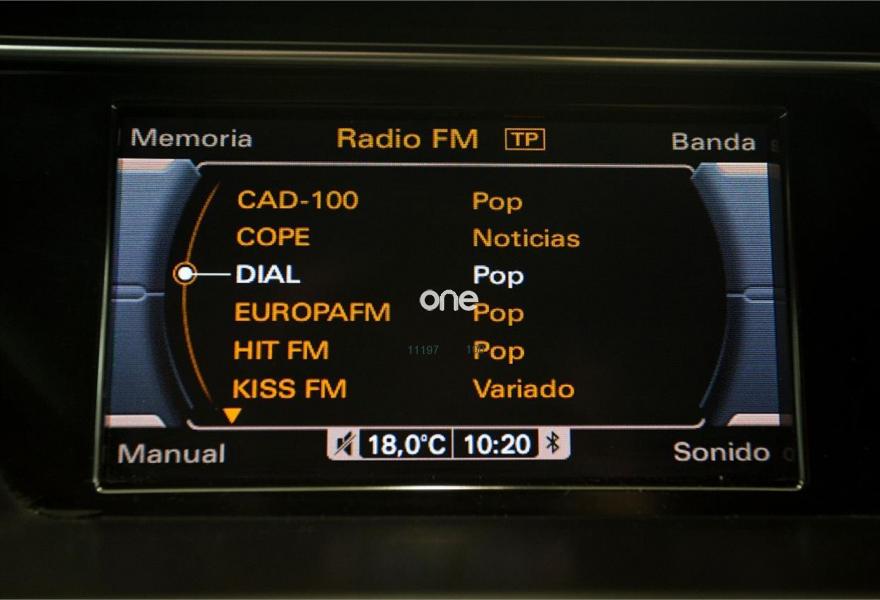 Memoria Radio FM TP Banda
CAD-100 Pop
COPE Noticias
DIAL Pop
one
EUROPAFM Pop
HIT FM Pop
11197
KISS FM Variado
18,0°C 10:20
Manual Sonido